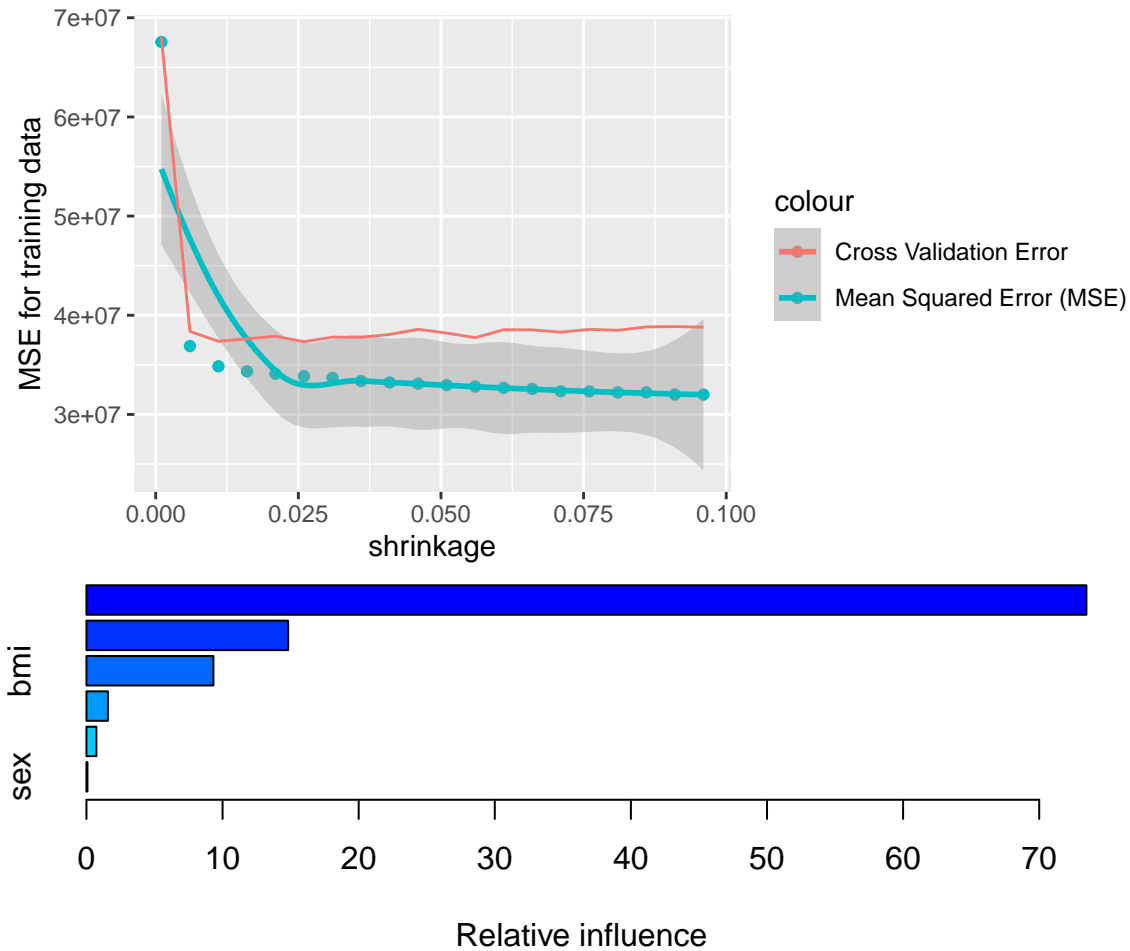 MSE for training data
7e+07
6e+07
5e+07
4e+07
3e+07
0.000 0.025 0.050 0.075 0.100
shrinkage
colour
Cross Validation Error
Mean Squared Error (MSE)
bmi
sex
0 10 20 30 40 50 60 70
Relative influence